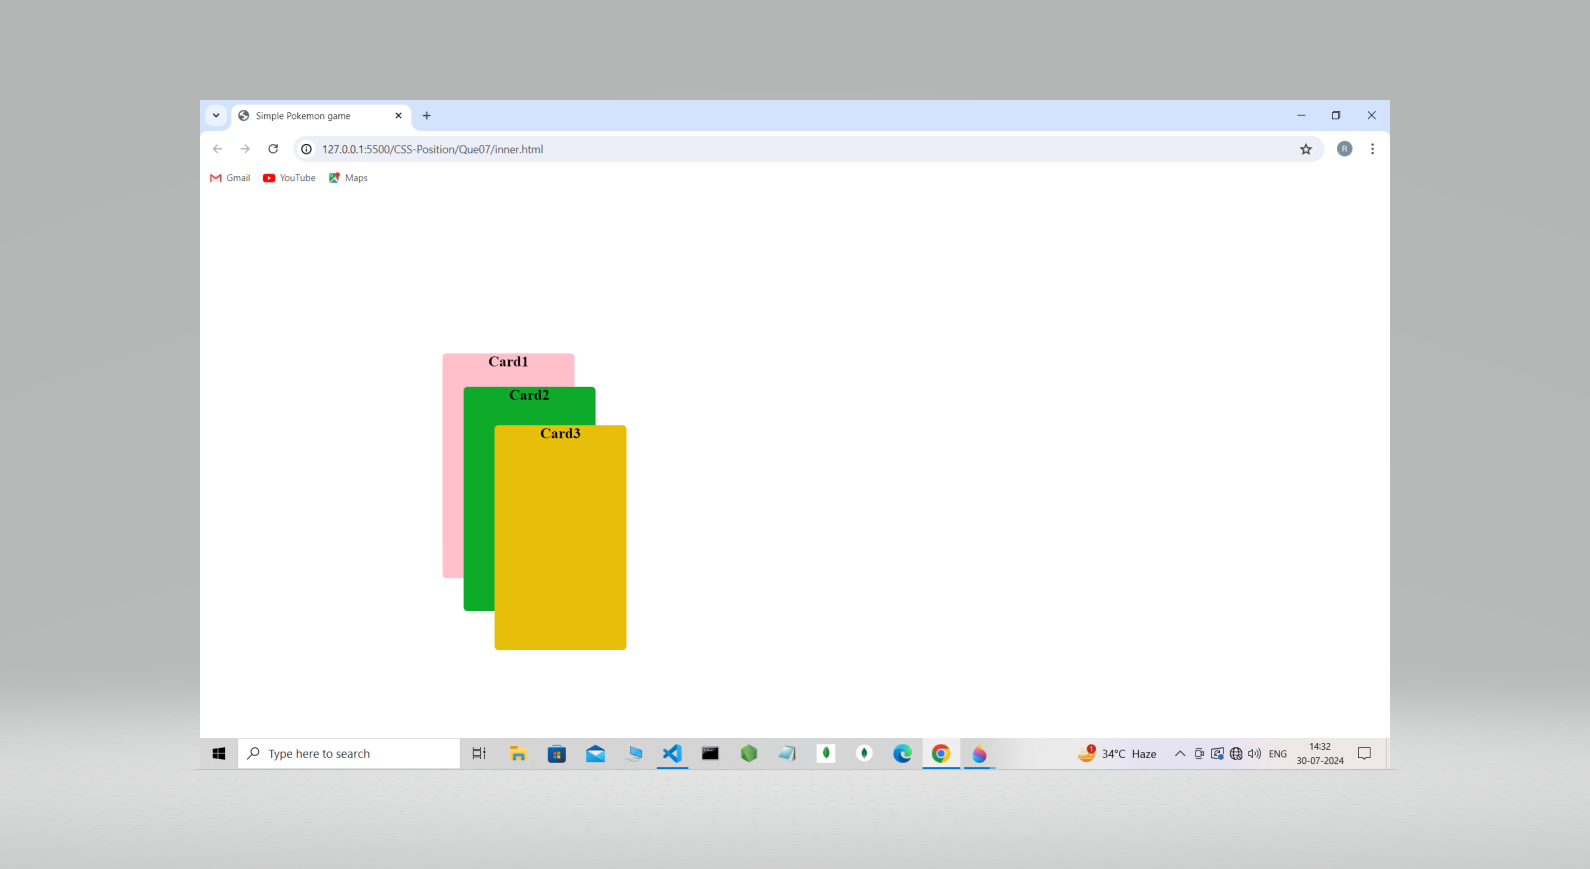 Simple Pokemon game
127.0.0.1:5500/CSS-Position/Que07/inner.html
R
Gmail YouTube Maps
Card1
Card2
Card3
Type here to search
1
34°C Haze
ENG
14:32
30-07-2024